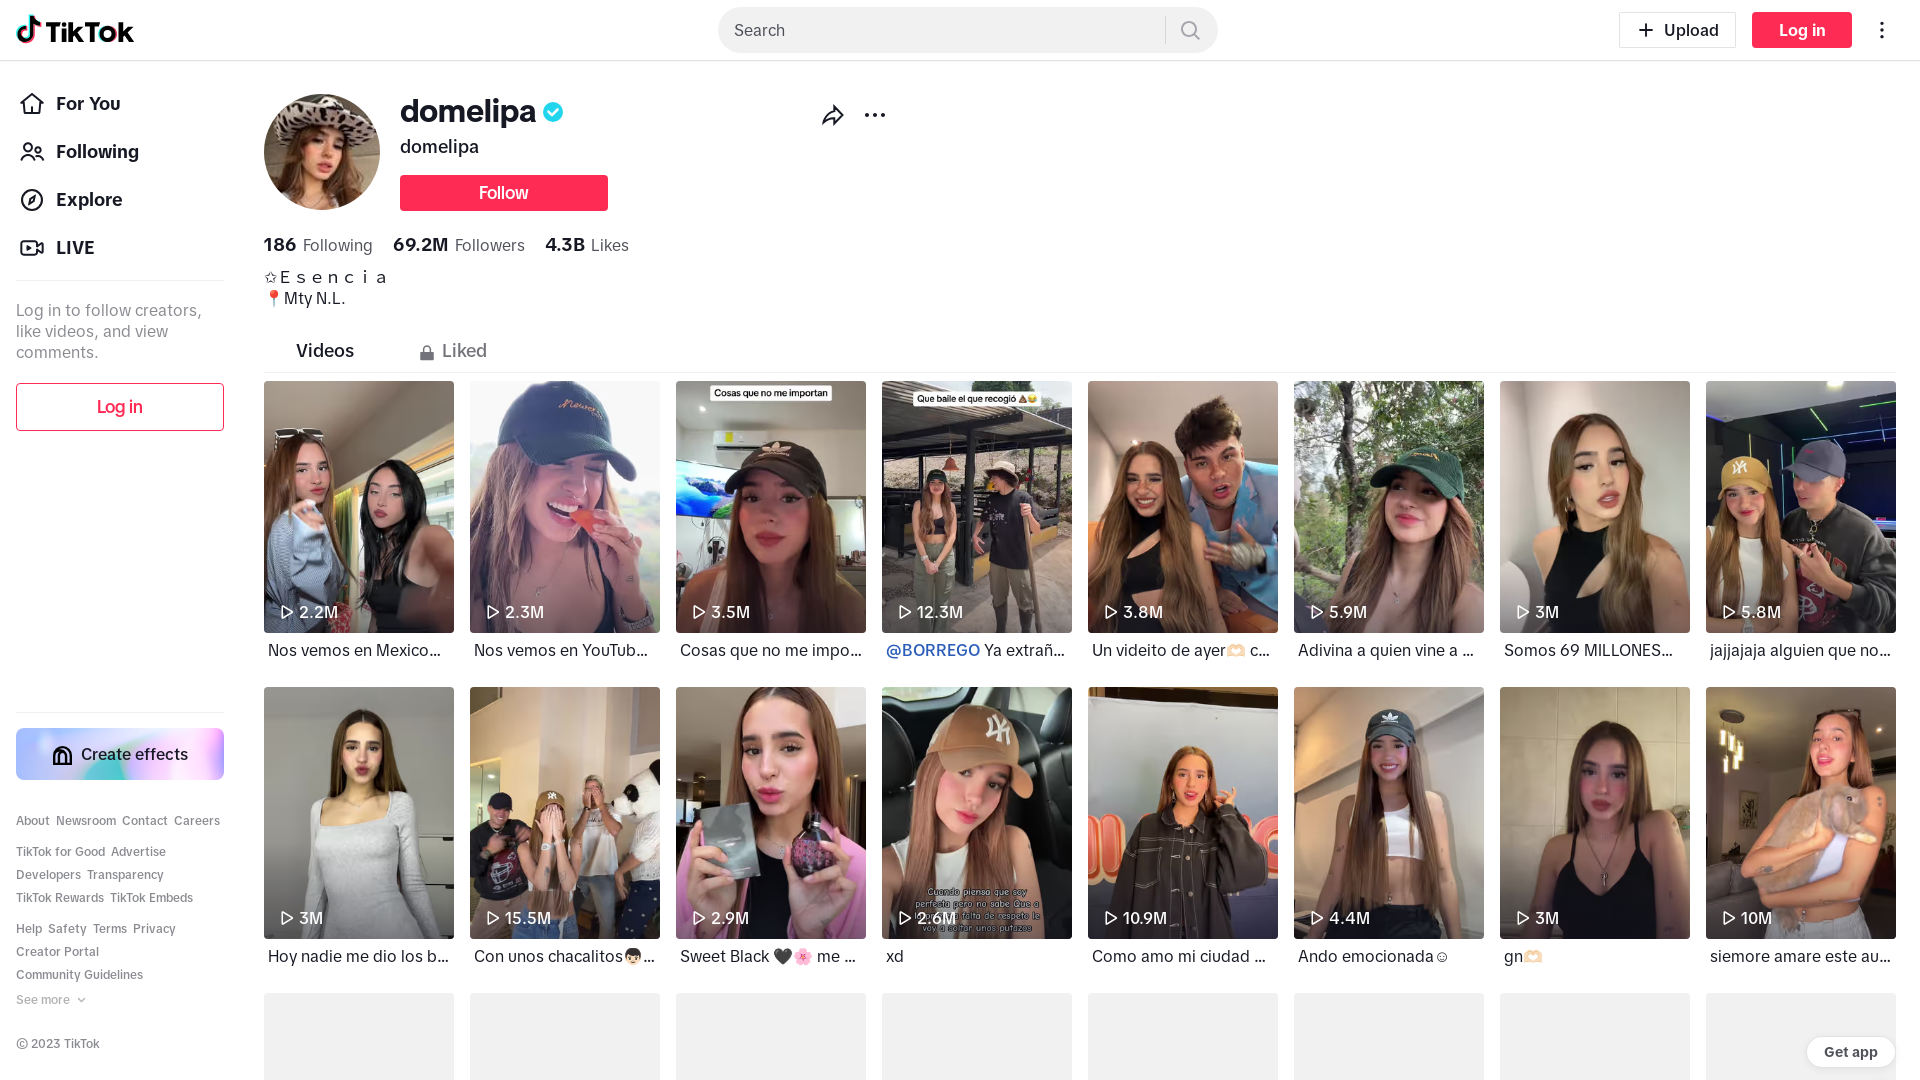 TikTok
Search
Upload
Log in
For You
Following
Explore
LIVE
Log in to follow creators,
like videos, and view
comments.
Log in
Create effects
About Newsroom Contact Careers
TikTok for Good Advertise
Developers Transparency
TikTok Rewards TikTok Embeds
Help Safety Terms Privacy
Creator Portal
Community Guidelines
See more
© 2023 TikTok
domelipa
domelipa
Follow
186 Following 69.2M Followers 4.3B Likes
✩Ｅｓｅｎｃｉａ
📍Mty N.L.
Videos
Liked
Cosas que no me importan
Que baile el que recogió 💩😂
2.2M
2.3M
3.5M
12.3M
3.8M
5.9M
3M
5.8M
Nos vemos en Mexico...
Nos vemos en YouTub...
Cosas que no me impo...
@BORREGO Ya extrañ...
Un videito de ayer🫶🏻 c...
Adivina a quien vine a ...
Somos 69 MILLONES...
jajjajaja alguien que no...
Cuando piensa que soy
perfecta pero no sabe Que a
falta de respeto le
voy a soltar unos putazos
3M
15.5M
2.9M
2.6M
10.9M
4.4M
3M
10M
Hoy nadie me dio los b...
Con unos chacalitos👦🏻...
Sweet Black 🖤🌸 me ...
xd
Como amo mi ciudad ...
Ando emocionada☺
gn🫶🏻
siemore amare este au...
Get app